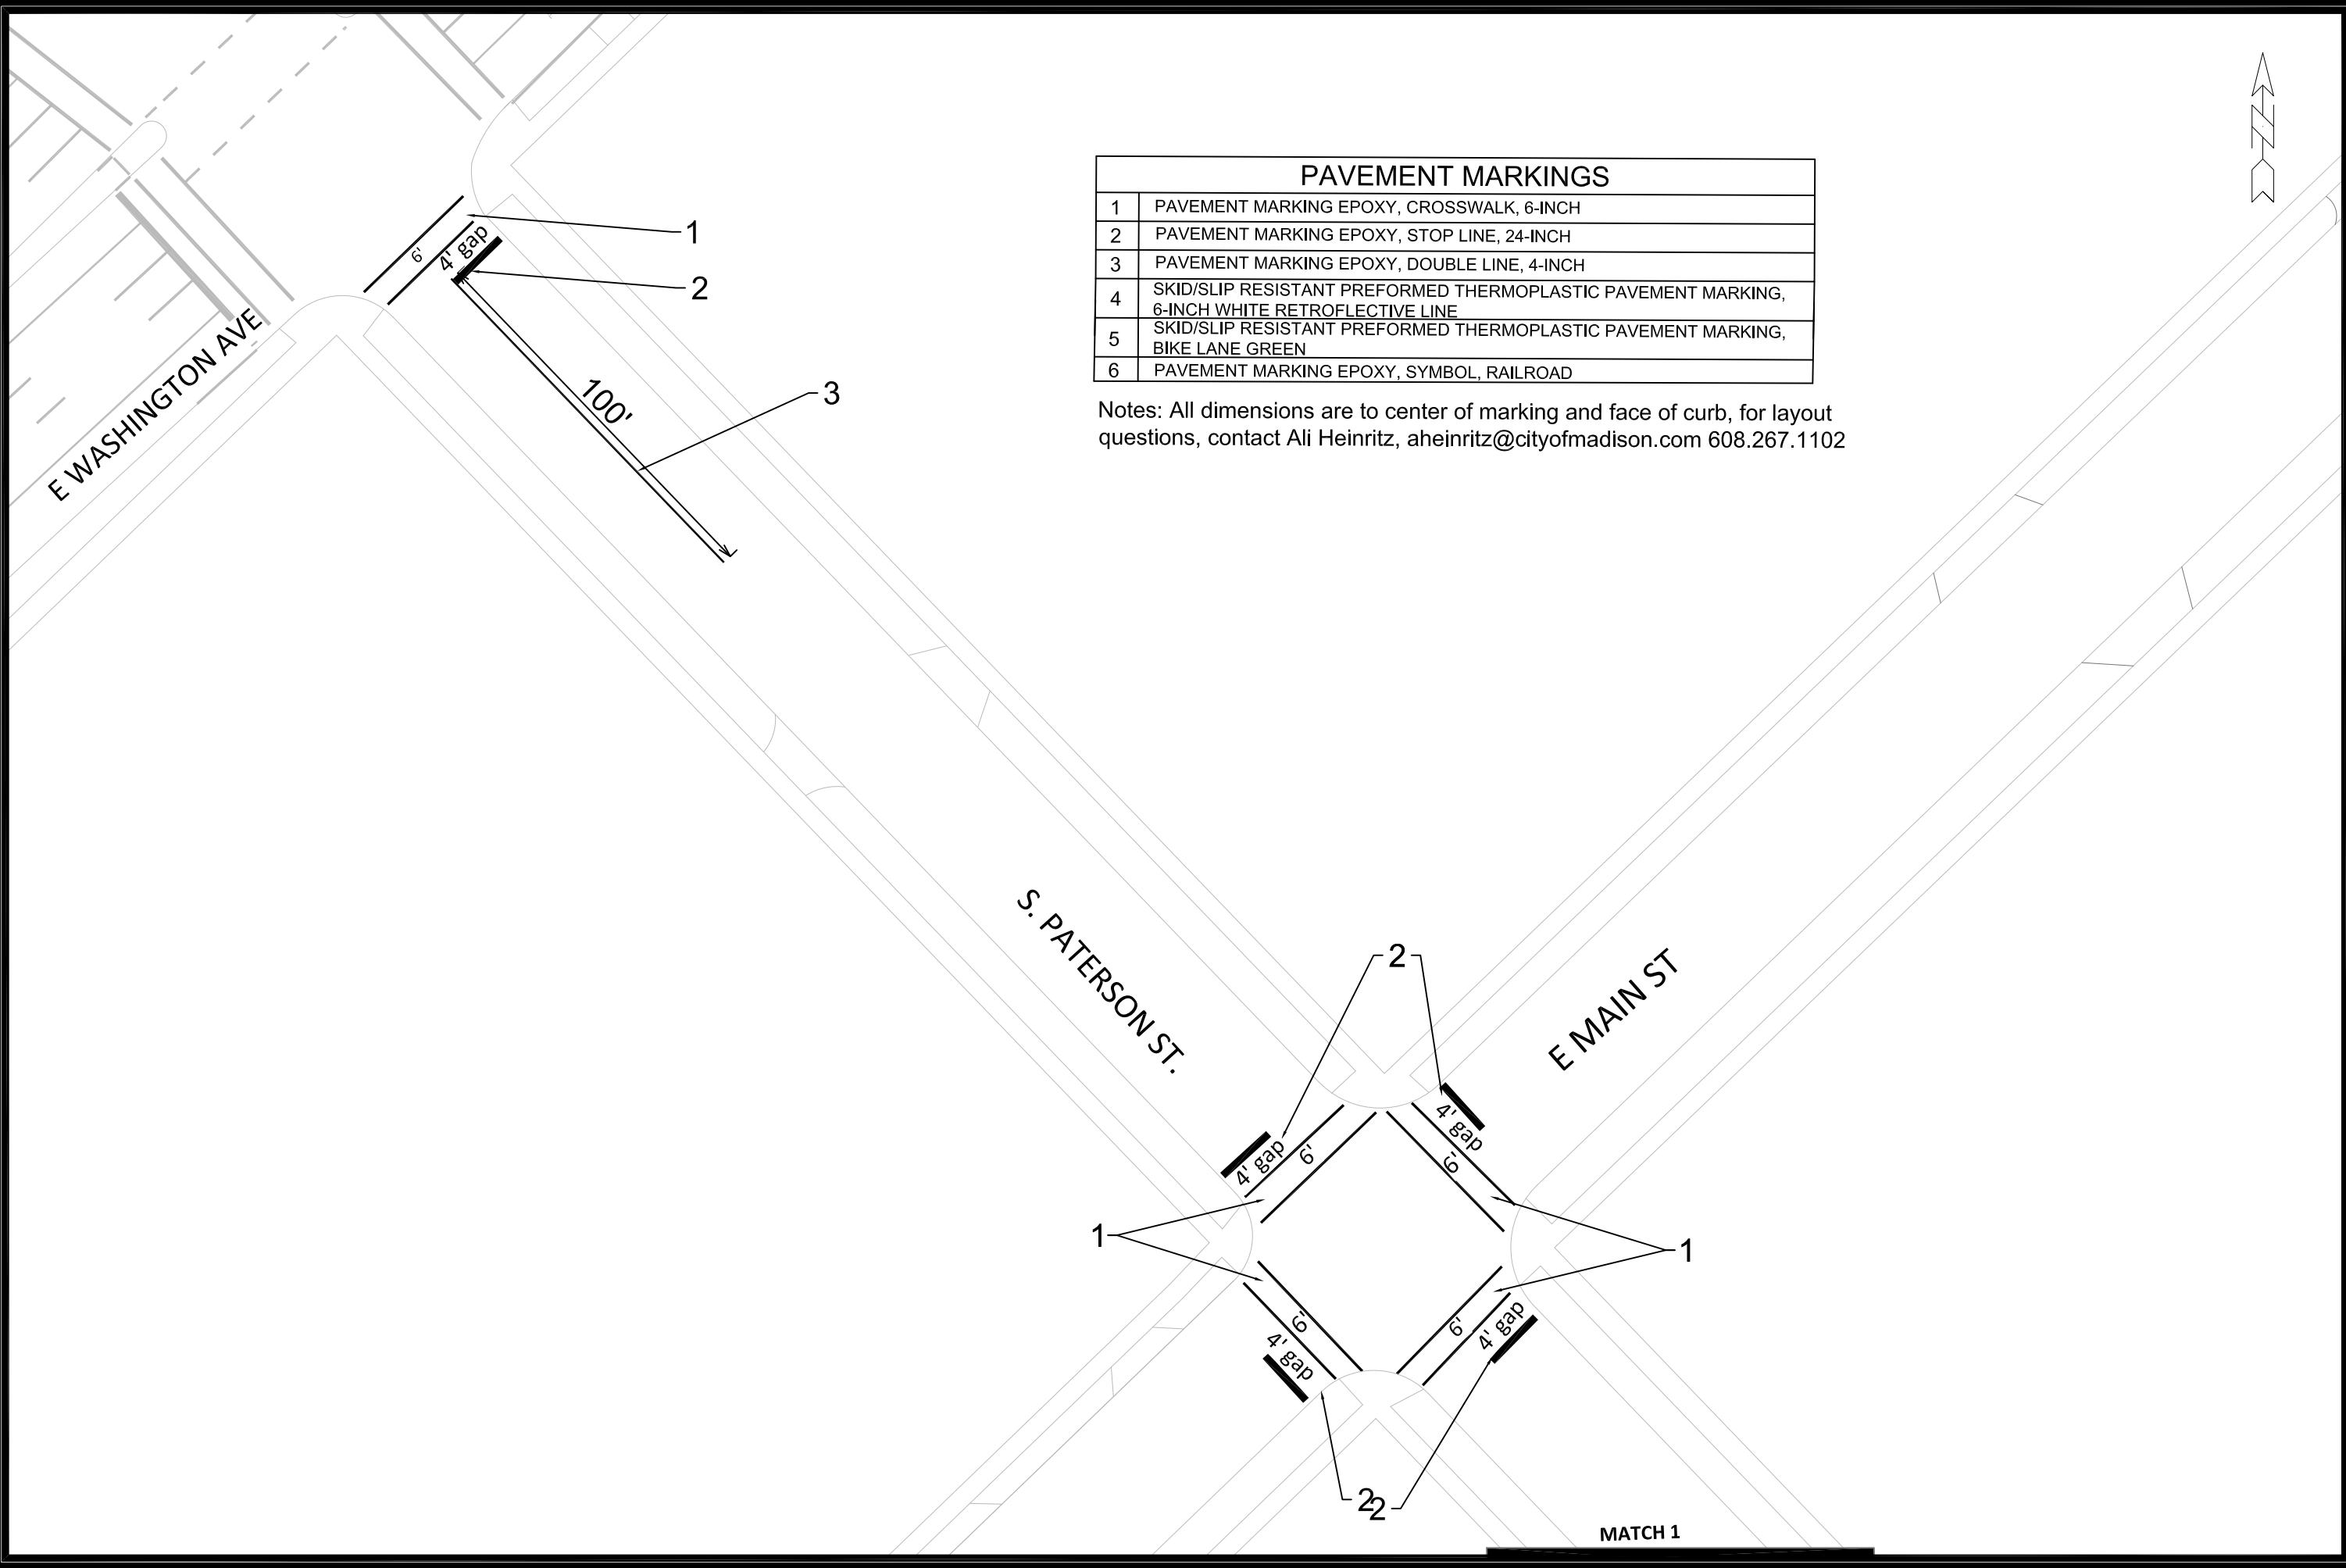 PAVEMENT MARKINGS
1 PAVEMENT MARKING EPOXY, CROSSWALK, 6-INCH
2 PAVEMENT MARKING EPOXY, STOP LINE, 24-INCH
3 PAVEMENT MARKING EPOXY, DOUBLE LINE, 4-INCH
4 SKID/SLIP RESISTANT PREFORMED THERMOPLASTIC PAVEMENT MARKING,
6-INCH WHITE RETROFLECTIVE LINE
5 SKID/SLIP RESISTANT PREFORMED THERMOPLASTIC PAVEMENT MARKING,
BIKE LANE GREEN
6 PAVEMENT MARKING EPOXY, SYMBOL, RAILROAD
Notes: All dimensions are to center of marking and face of curb, for layout
questions, contact Ali Heinritz, aheinritz@cityofmadison.com 608.267.1102
N
1
6'
4' gap
2
E WASHINGTON AVE
100'
3
S. PATERSON ST.
2
E MAIN ST
4' gap
6'
4' gap
6'
1
1
6'
4' gap
6'
4' gap
2
2
MATCH 1